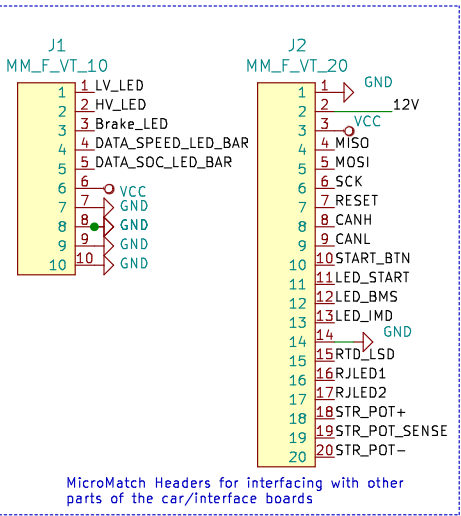 J1
MM_F_VT_10
1 1 LV_LED
2 2 HV_LED
3 3 Brake_LED
4 4 DATA_SPEED_LED_BAR
5 5 DATA_SOC_LED_BAR
6 6 VCC
7 7 GND
8 8 GND
9 9 GND
10 10 GND
J2
MM_F_VT_20
1 1 GND
2 2 12V
3 3 VCC
4 4 MISO
5 5 MOSI
6 6 SCK
7 7 RESET
8 8 CANH
9 9 CANL
10 10 START_BTN
11 11 LED_START
12 12 LED_BMS
13 13 LED_IMD
14 14 GND
15 15 RTD_LSD
16 16 RJLED1
17 17 RJLED2
18 18 STR_POT+
19 19 STR_POT_SENSE
20 20 STR_POT-
MicroMatch Headers for interfacing with other
parts of the car/interface boards